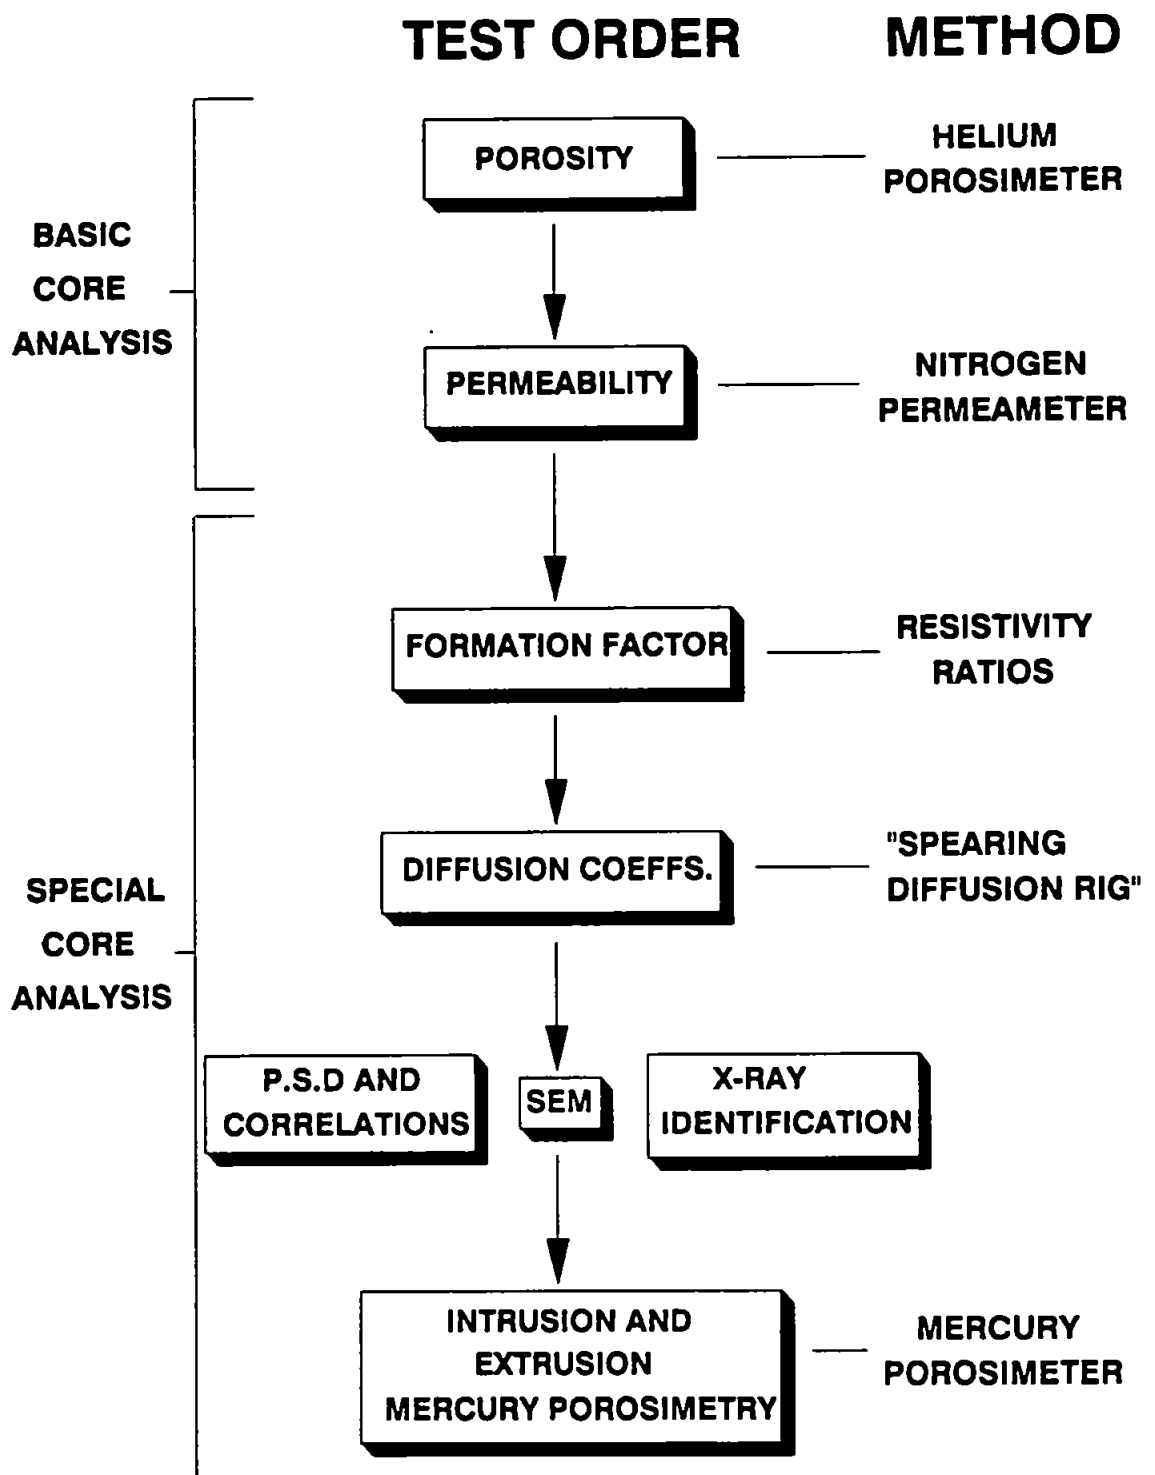 TEST ORDER
METHOD
BASIC
CORE
ANALYSIS
POROSITY
HELIUM
POROSIMETER
PERMEABILITY
NITROGEN
PERMEAMETER
SPECIAL
CORE
ANALYSIS
FORMATION FACTOR
RESISTIVITY
RATIOS
DIFFUSION COEFFS.
"SPEARING
DIFFUSION RIG"
P.S.D AND
CORRELATIONS
SEM
X-RAY
IDENTIFICATION
INTRUSION AND
EXTRUSION
MERCURY POROSIMETRY
MERCURY
POROSIMETER